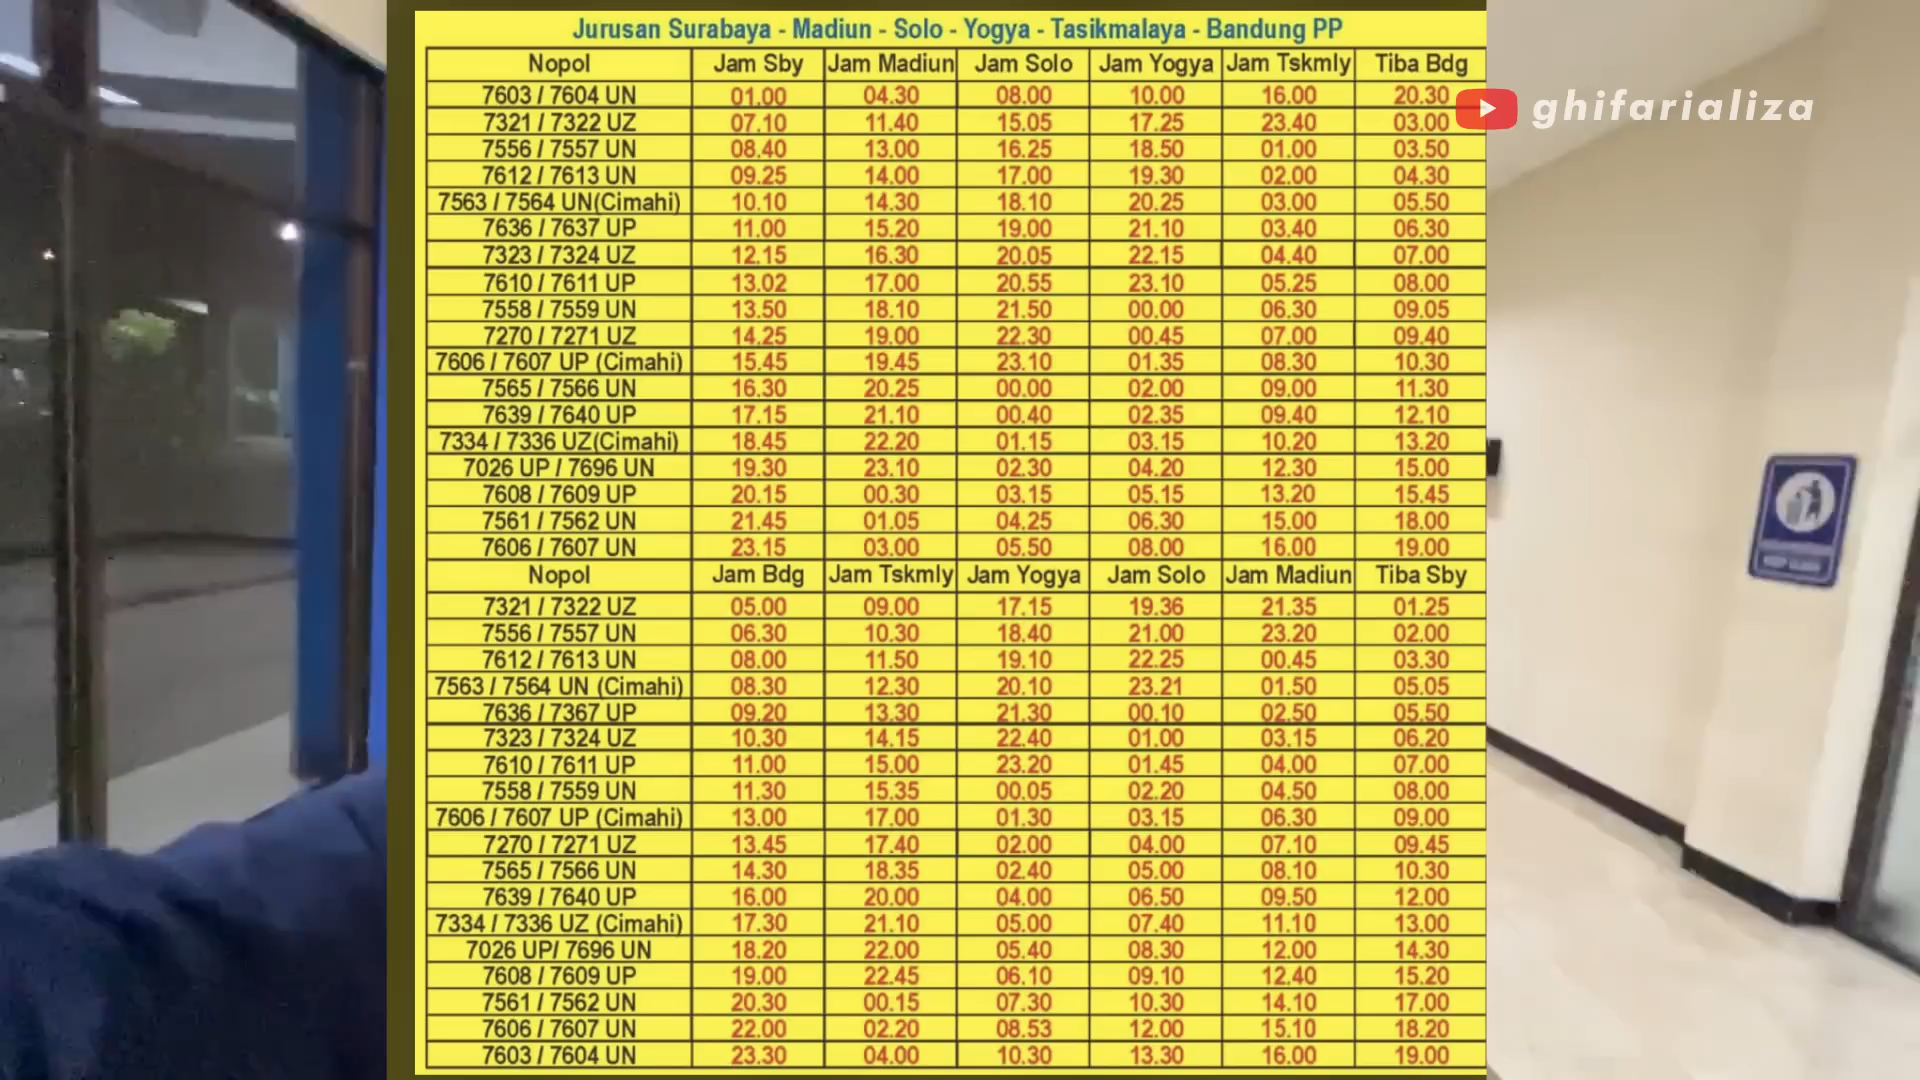 Jurusan Surabaya - Madiun - Solo - Yogya - Tasikmalaya - Bandung PP
Nopol Jam Sby Jam Madiun Jam Solo Jam Yogya Jam Tskmly Tiba Bdg
7603 / 7604 UN 01.00 04.30 08.00 10.00 16.00 20.30
ghifarializa
7321 / 7322 UZ 07.10 11.40 15.05 17.25 23.40 03.00
7556 / 7557 UN 08.40 13.00 16.25 18.50 01.00 03.50
7612 / 7613 UN 09.25 14.00 17.00 19.30 02.00 04.30
7563 / 7564 UN(Cimahi) 10.10 14.30 18.10 20.25 03.00 05.50
7636 / 7637 UP 11.00 15.20 19.00 21.10 03.40 06.30
7323 / 7324 UZ 12.15 16.30 20.05 22.15 04.40 07.00
7610 / 7611 UP 13.02 17.00 20.55 23.10 05.25 08.00
7558 / 7559 UN 13.50 18.10 21.50 00.00 06.30 09.05
7270 / 7271 UZ 14.25 19.00 22.30 00.45 07.00 09.40
7606 / 7607 UP (Cimahi) 15.45 19.45 23.10 01.35 08.30 10.30
7565 / 7566 UN 16.30 20.25 00.00 02.00 09.00 11.30
7639 / 7640 UP 17.15 21.10 00.40 02.35 09.40 12.10
7334 / 7336 UZ(Cimahi) 18.45 22.20 01.15 03.15 10.20 13.20
7026 UP / 7696 UN 19.30 23.10 02.30 04.20 12.30 15.00
7608 / 7609 UP 20.15 00.30 03.15 05.15 13.20 15.45
7561 / 7562 UN 21.45 01.05 04.25 06.30 15.00 18.00
7606 / 7607 UN 23.15 03.00 05.50 08.00 16.00 19.00
Nopol Jam Bdg Jam Tskmly Jam Yogya Jam Solo Jam Madiun Tiba Sby
7321 / 7322 UZ 05.00 09.00 17.15 19.36 21.35 01.25
7556 / 7557 UN 06.30 10.30 18.40 21.00 23.20 02.00
7612 / 7613 UN 08.00 11.50 19.10 22.25 00.45 03.30
7563 / 7564 UN (Cimahi) 08.30 12.30 20.10 23.21 01.50 05.05
7636 / 7367 UP 09.20 13.30 21.30 00.10 02.50 05.50
7323 / 7324 UZ 10.30 14.15 22.40 01.00 03.15 06.20
7610 / 7611 UP 11.00 15.00 23.20 01.45 04.00 07.00
7558 / 7559 UN 11.30 15.35 00.05 02.20 04.50 08.00
7606 / 7607 UP (Cimahi) 13.00 17.00 01.30 03.15 06.30 09.00
7270 / 7271 UZ 13.45 17.40 02.00 04.00 07.10 09.45
7565 / 7566 UN 14.30 18.35 02.40 05.00 08.10 10.30
7639 / 7640 UP 16.00 20.00 04.00 06.50 09.50 12.00
7334 / 7336 UZ (Cimahi) 17.30 21.10 05.00 07.40 11.10 13.00
7026 UP/ 7696 UN 18.20 22.00 05.40 08.30 12.00 14.30
7608 / 7609 UP 19.00 22.45 06.10 09.10 12.40 15.20
7561 / 7562 UN 20.30 00.15 07.30 10.30 14.10 17.00
7606 / 7607 UN 22.00 02.20 08.53 12.00 15.10 18.20
7603 / 7604 UN 23.30 04.00 10.30 13.30 16.00 19.00